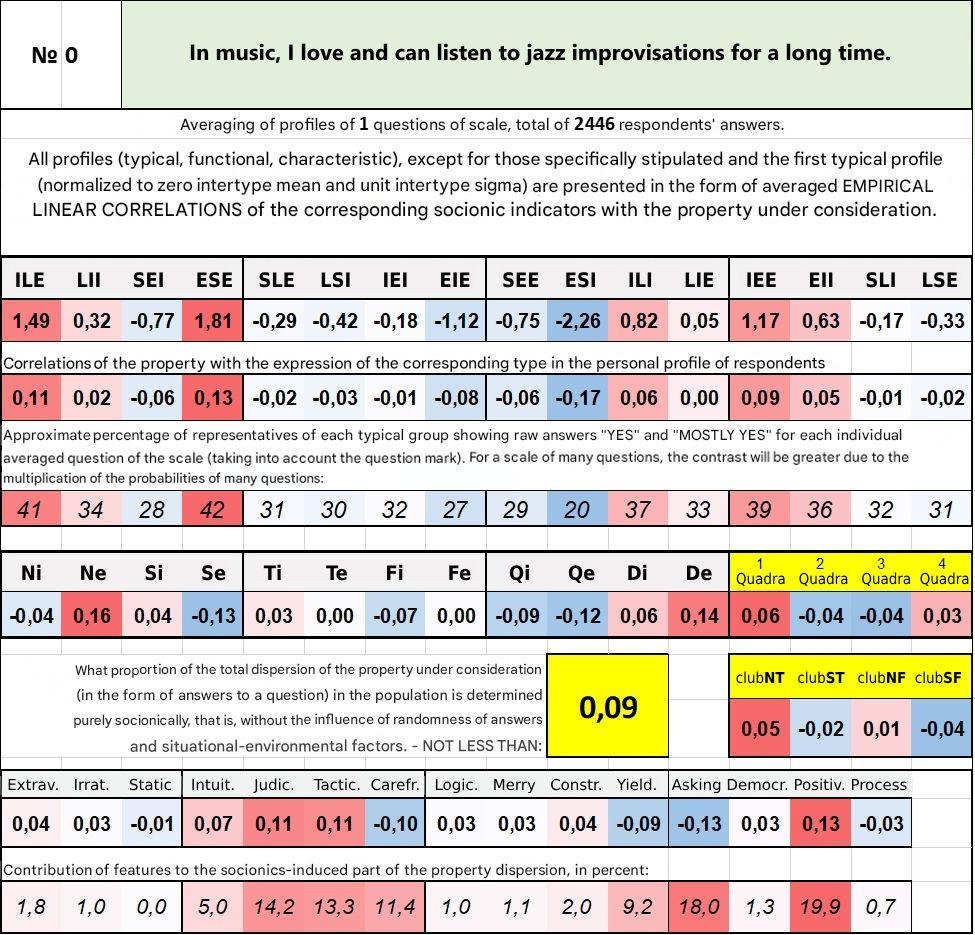 № 0
In music, I love and can listen to jazz improvisations for a long time.
Averaging of profiles of 1 questions of scale, total of 2446 respondents' answers.
All profiles (typical, functional, characteristic), except for those specifically stipulated and the first typical profile
(normalized to zero intertype mean and unit intertype sigma) are presented in the form of averaged EMPIRICAL
LINEAR CORRELATIONS of the corresponding socionic indicators with the property under consideration.
ILE LII SEI ESE SLE LSI IEI EIE SEE ESI ILI LIE IEE EII SLI LSE
1,49 0,32 -0,77 1,81 -0,29 -0,42 -0,18 -1,12 -0,75 -2,26 0,82 0,05 1,17 0,63 -0,17 -0,33
Correlations of the property with the expression of the corresponding type in the personal profile of respondents
0,11 0,02 -0,06 0,13 -0,02 -0,03 -0,01 -0,08 -0,06 -0,17 0,06 0,00 0,09 0,05 -0,01 -0,02
Approximate percentage of representatives of each typical group showing raw answers "YES" and "MOSTLY YES" for each individual
averaged question of the scale (taking into account the question mark). For a scale of many questions, the contrast will be greater due to the
multiplication of the probabilities of many questions:
41 34 28 42 31 30 32 27 29 20 37 33 39 36 32 31
Ni Ne Si Se Ti Te Fi Fe Qi Qe Di De 1 Quadra 2 Quadra 3 Quadra 4 Quadra
-0,04 0,16 0,04 -0,13 0,03 0,00 -0,07 0,00 -0,09 -0,12 0,06 0,14 0,06 -0,04 -0,04 0,03
What proportion of the total dispersion of the property under consideration
(in the form of answers to a question) in the population is determined
purely socionically, that is, without the influence of randomness of answers
and situational-environmental factors. - NOT LESS THAN:
0,09
clubNT clubST clubNF clubSF
0,05 -0,02 0,01 -0,04
Extrav. Irrat. Static Intuit. Judic. Tactic. Carefr. Logic. Merry Constr. Yield. Asking Democr. Positiv. Process
0,04 0,03 -0,01 0,07 0,11 0,11 -0,10 0,03 0,03 0,04 -0,09 -0,13 0,03 0,13 -0,03
Contribution of features to the socionics-induced part of the property dispersion, in percent:
1,8 1,0 0,0 5,0 14,2 13,3 11,4 1,0 1,1 2,0 9,2 18,0 1,3 19,9 0,7